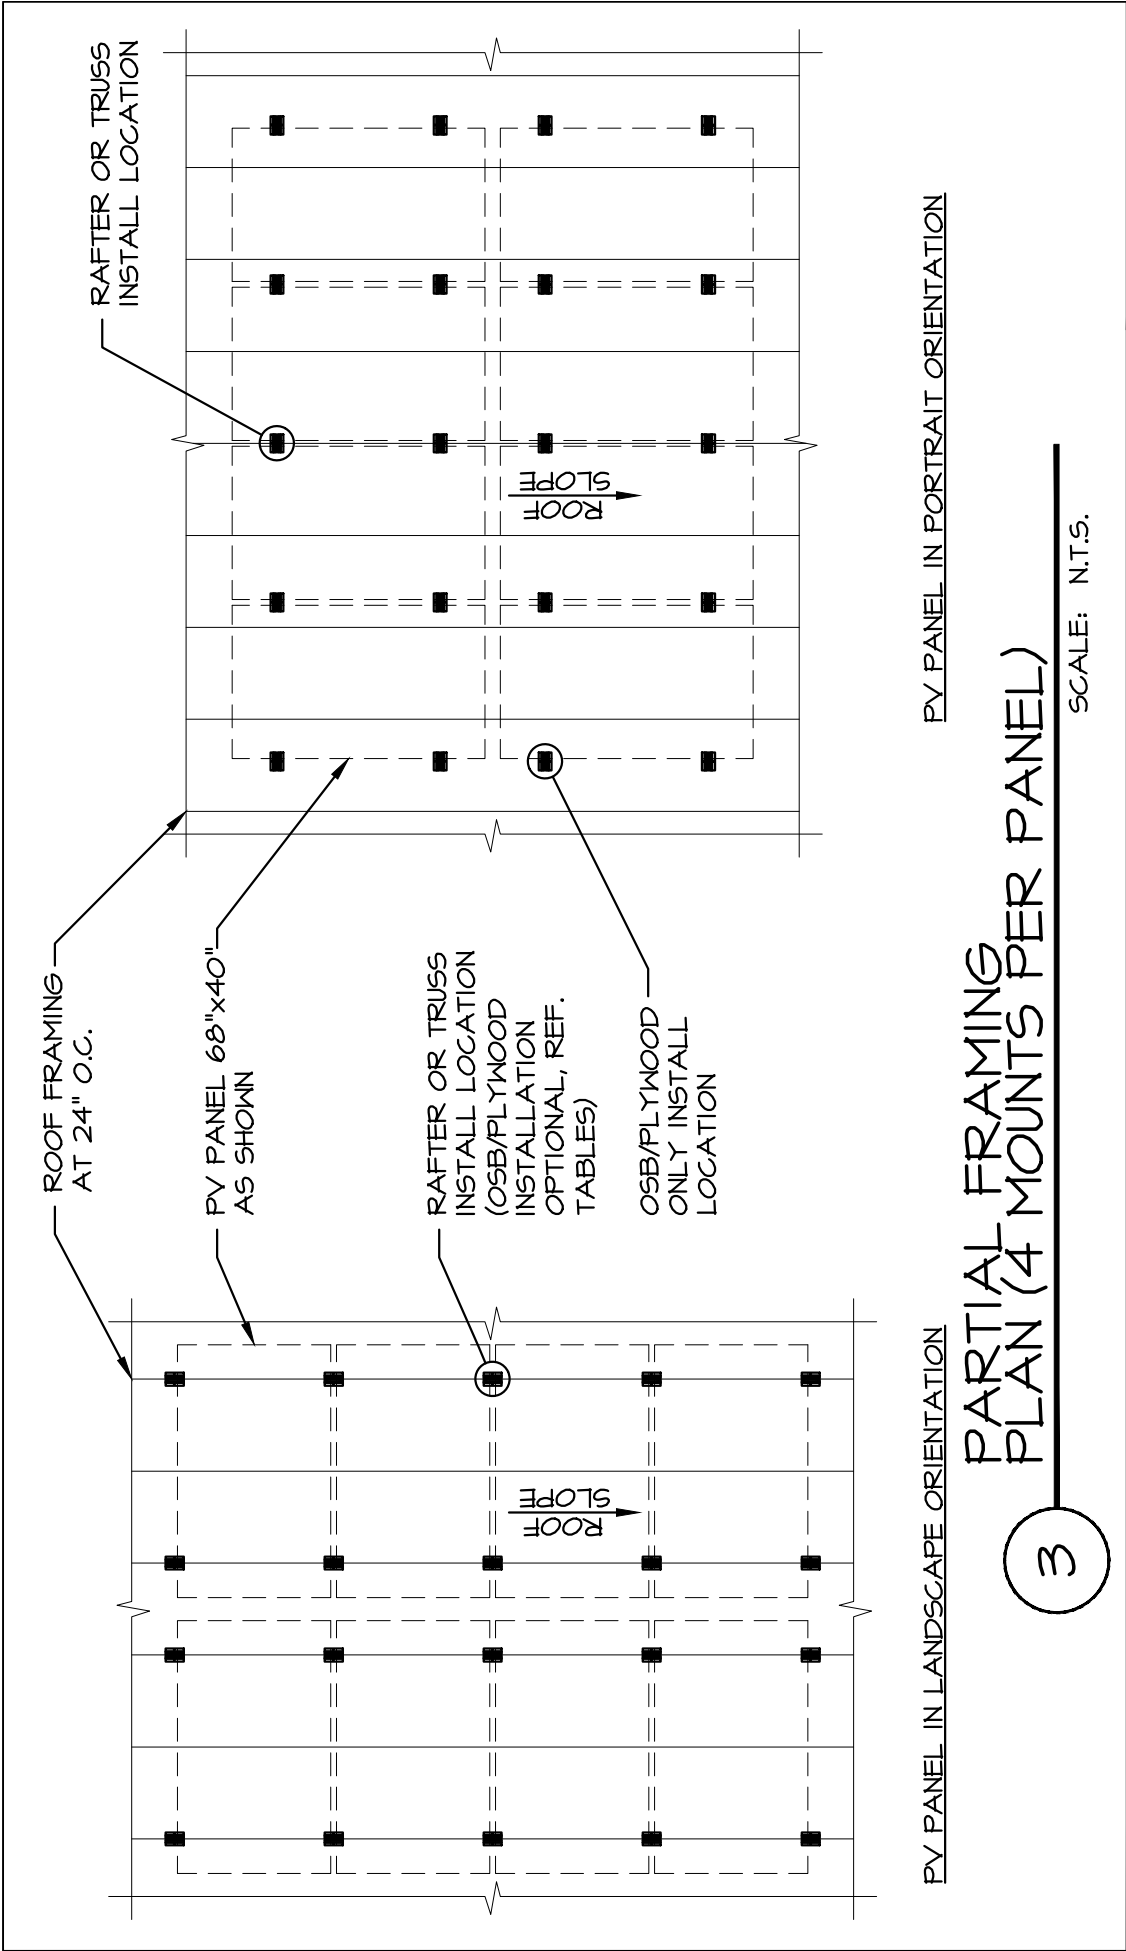 ROOF FRAMING
AT 24" O.C.
PV PANEL 68"x40"
AS SHOWN
RAFTER OR TRUSS
INSTALL LOCATION
(OSB/PLYWOOD
INSTALLATION
OPTIONAL, REF.
TABLES)
OSB/PLYWOOD
ONLY INSTALL
LOCATION
RAFTER OR TRUSS
INSTALL LOCATION
ROOF
SLOPE
ROOF
SLOPE
PV PANEL IN LANDSCAPE ORIENTATION
PV PANEL IN PORTRAIT ORIENTATION
3
PARTIAL FRAMING
PLAN (4 MOUNTS PER PANEL)
SCALE: N.T.S.